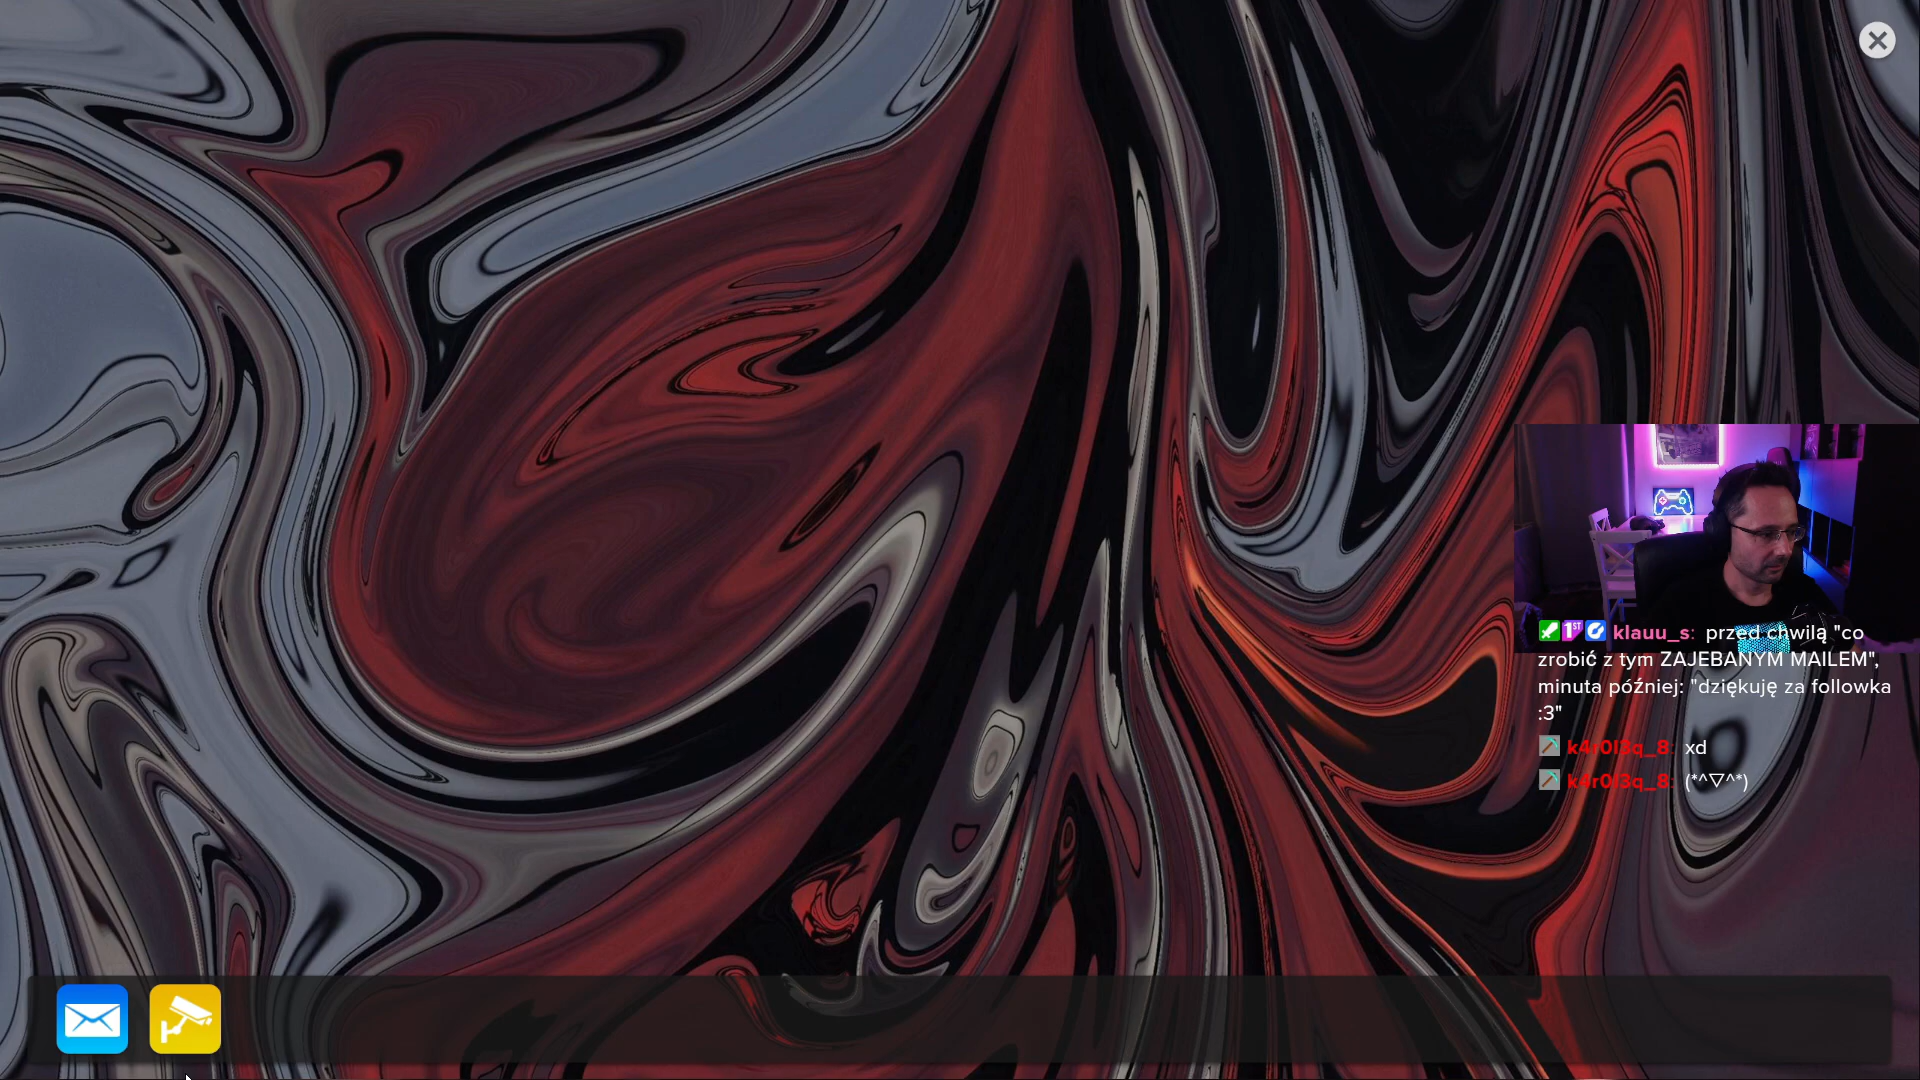 klauu_s: przed chwilą "co
zrobić z tym ZAJEBANYM MAILEM",
minuta później: "dziękuję za followka
:3"
k4r0l3q_8: xd
k4r0l3q_8: (*^▽^*)